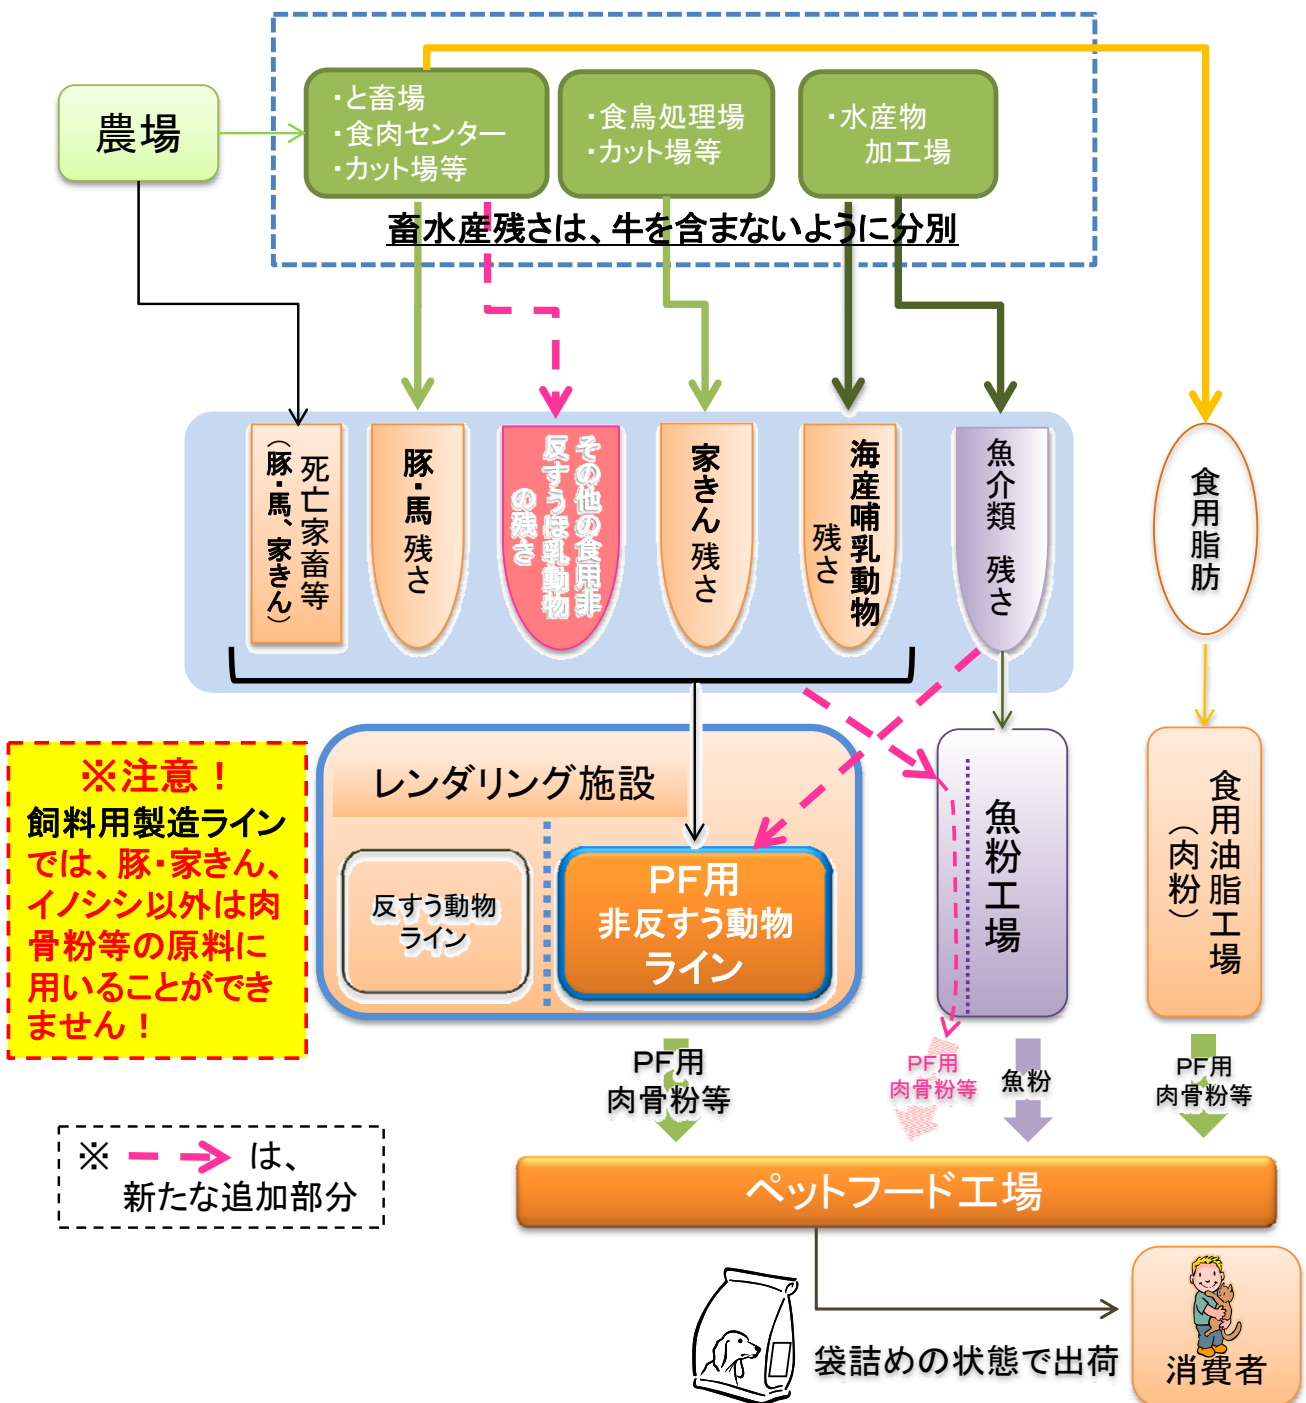 農場
・と畜場
・食肉センター
・カット場等
・食鳥処理場
・カット場等
・水産物
加工場
畜水産残さは、牛を含まないように分別
死亡家畜等
（豚・馬、家きん）
豚・馬 残さ
その他の食用非
反すうほ乳動物
の残さ
家きん 残さ
海産哺乳動物
残さ
魚介類 残さ
食用脂肪
※注意！
飼料用製造ライン
では、豚・家きん、
イノシシ以外は肉
骨粉等の原料に
用いることができ
ません！
レンダリング施設
反すう動物
ライン
PF用
非反すう動物
ライン
魚粉工場
食用油脂工場
（肉粉）
PF用
肉骨粉等
PF用
肉骨粉等
魚粉
PF用
肉骨粉等
※ は、
新たな追加部分
ペットフード工場
袋詰めの状態で出荷
消費者